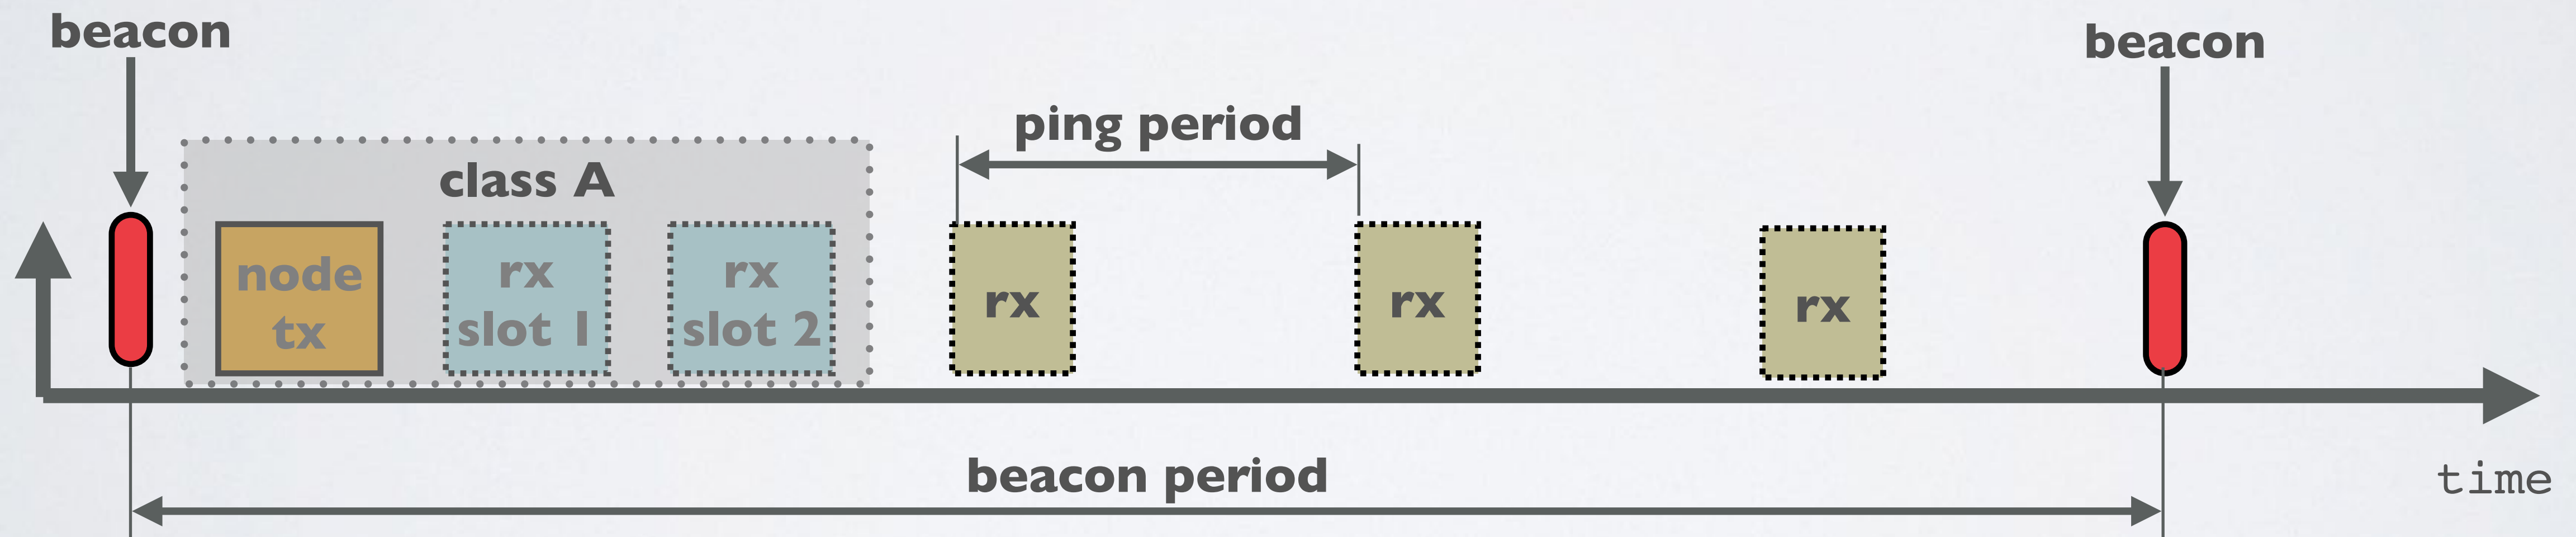 beacon
beacon
ping period
class A
node
tx
rx
slot 1
rx
slot 2
rx
rx
rx
beacon period
time